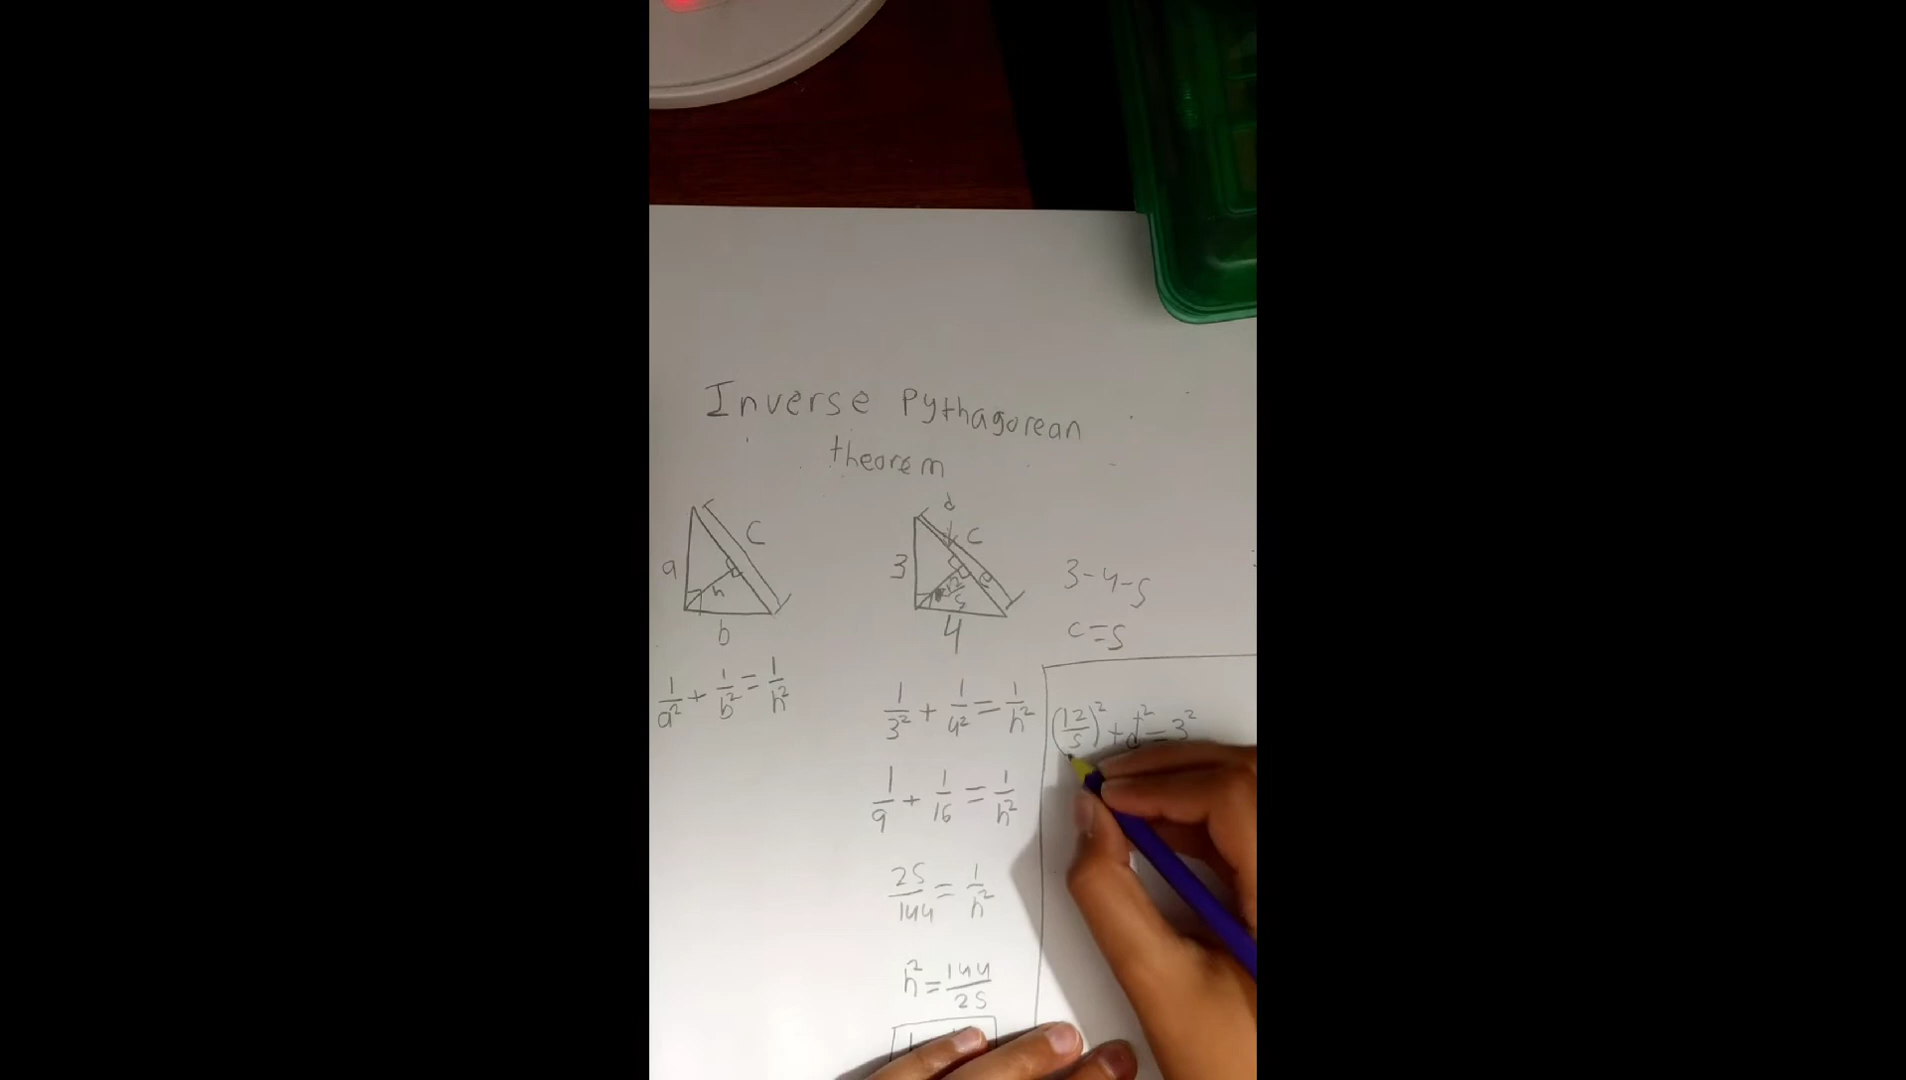 Inverse Pythagorean
theorem
a
h
b
C
1/a² + 1/b² = 1/h²
d
C
3
12/5
e
4
1/3² + 1/4² = 1/h²
1/9 + 1/16 = 1/h²
25/144 = 1/h²
h² = 144/25
3-4-5
c=5
(12/5)² + d² = 3²